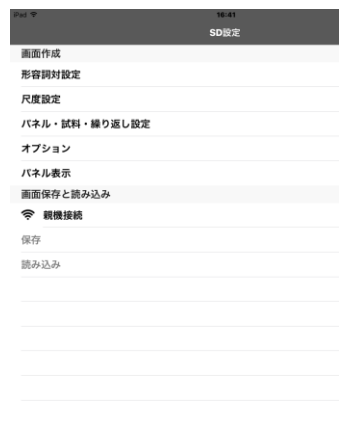 iPad 16:41
SD設定
画面作成
形容詞対設定
尺度設定
パネル・試料・繰り返し設定
オプション
パネル表示
画面保存と読み込み
親機接続
保存
読み込み